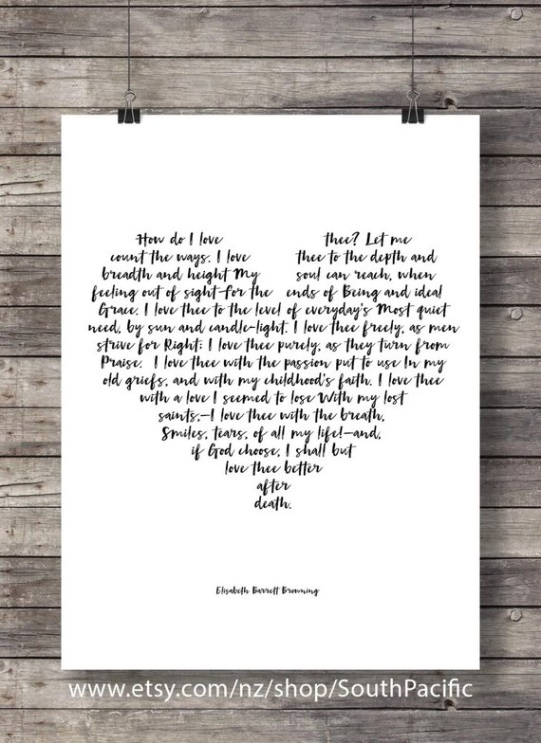 How do I love thee? Let me
count the ways. I love thee to the depth and
breadth and height My soul can reach, when
feeling out of sight-For the ends of Being and ideal
Grace. I love thee to the level of everyday's Most quiet
need, by sun and candle-light. I love thee freely, as men
strive for Right; I love thee purely, as they turn from
Praise. I love thee with the passion put to use In my
old griefs, and with my childhood's faith. I love thee
with a love I seemed to lose With my lost
saints,—I love thee with the breath,
Smiles, tears, of all my life!—and,
if God choose, I shall but
love thee better
after
death.
Elisabeth Barrett Browning
www.etsy.com/nz/shop/SouthPacific